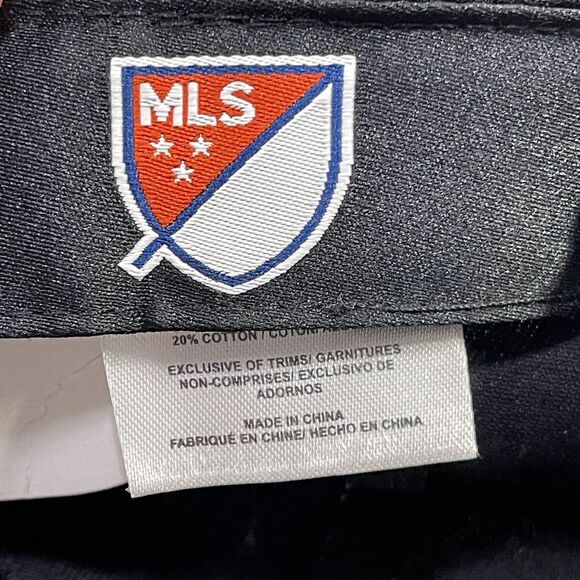 MLS
20% COTTON /
EXCLUSIVE OF TRIMS/ GARNITURES
NON-COMPRISES/ EXCLUSIVO DE
ADORNOS
MADE IN CHINA
FABRIQUÉ EN CHINE/ HECHO EN CHINA